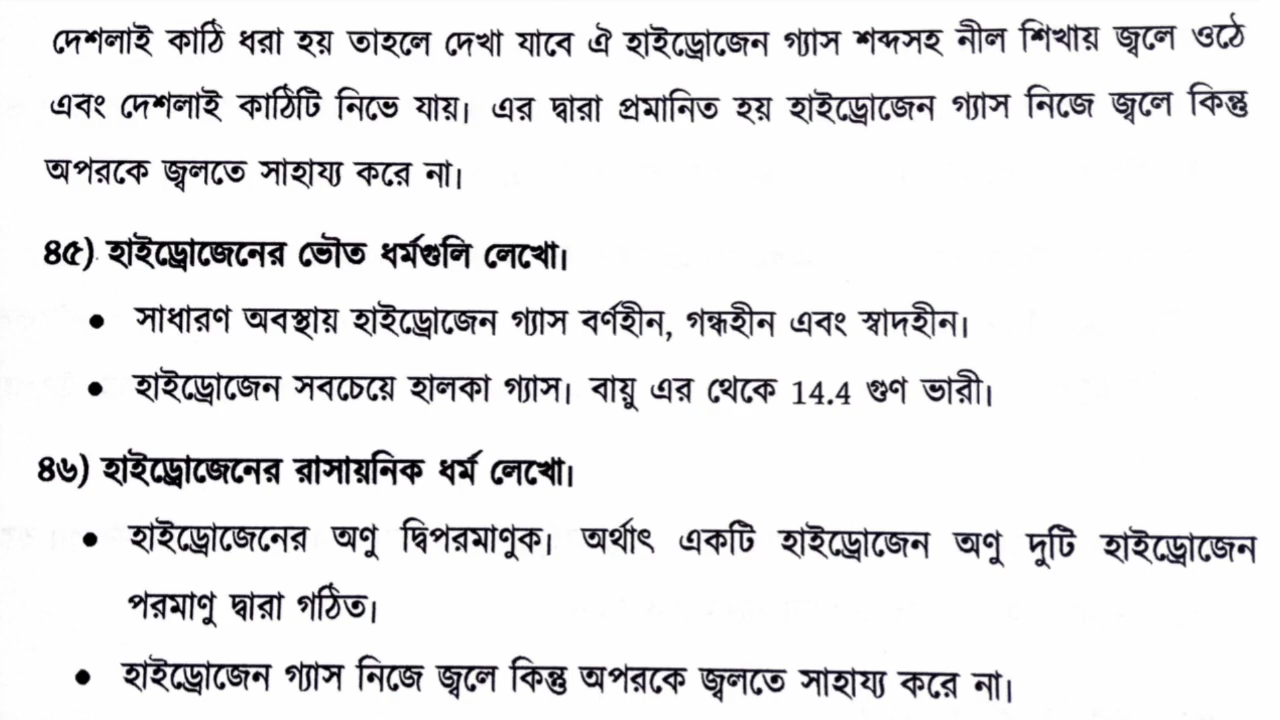 দেশলাই কাঠি ধরা হয় তাহলে দেখা যাবে ঐ হাইড্রোজেন গ্যাস শব্দসহ নীল শিখায় জ্বলে ওঠে
এবং দেশলাই কাঠিটি নিভে যায়। এর দ্বারা প্রমানিত হয় হাইড্রোজেন গ্যাস নিজে জ্বলে কিন্তু
অপরকে জ্বলতে সাহায্য করে না।
৪৫) হাইড্রোজেনের ভৌত ধর্মগুলি লেখো।
• সাধারণ অবস্থায় হাইড্রোজেন গ্যাস বর্ণহীন, গন্ধহীন এবং স্বাদহীন।
• হাইড্রোজেন সবচেয়ে হালকা গ্যাস। বায়ু এর থেকে 14.4 গুণ ভারী।
৪৬) হাইড্রোজেনের রাসায়নিক ধর্ম লেখো।
• হাইড্রোজেনের অণু দ্বিপরমাণুক। অর্থাৎ একটি হাইড্রোজেন অণু দুটি হাইড্রোজেন
পরমাণু দ্বারা গঠিত।
• হাইড্রোজেন গ্যাস নিজে জ্বলে কিন্তু অপরকে জ্বলতে সাহায্য করে না।